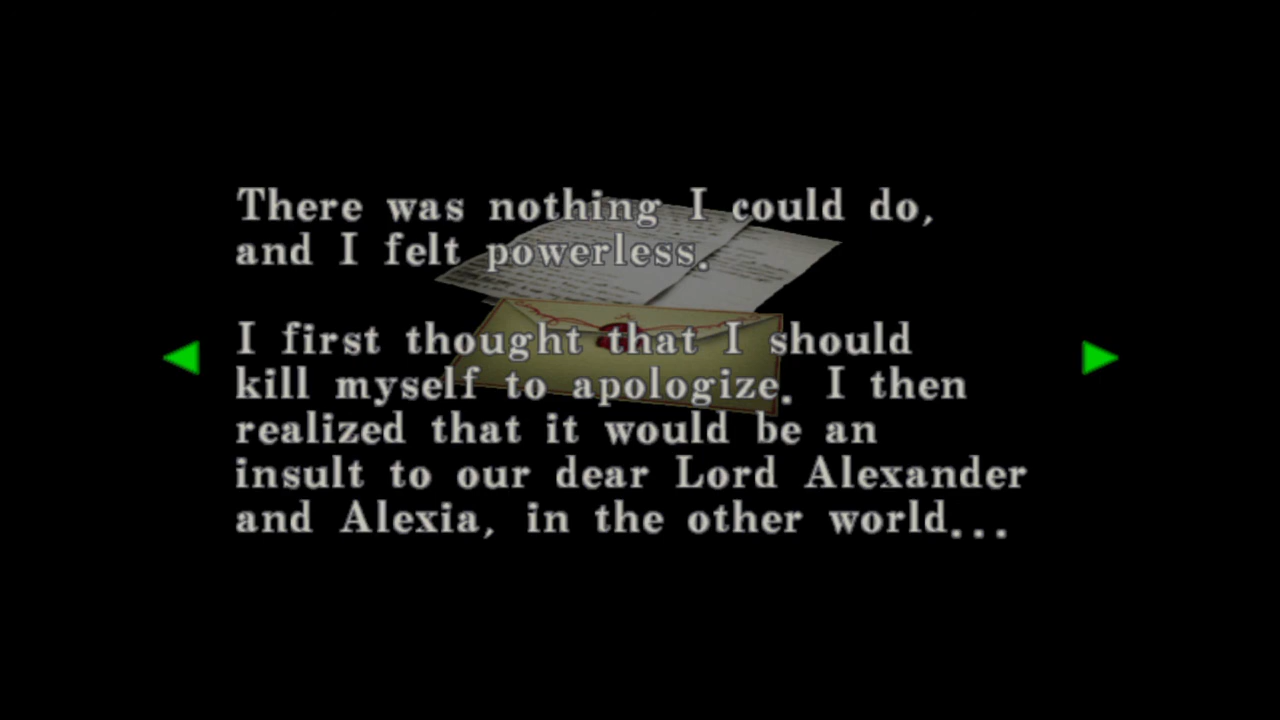 There was nothing I could do,
and I felt powerless.
I first thought that I should
kill myself to apologize. I then
realized that it would be an
insult to our dear Lord Alexander
and Alexia, in the other world...